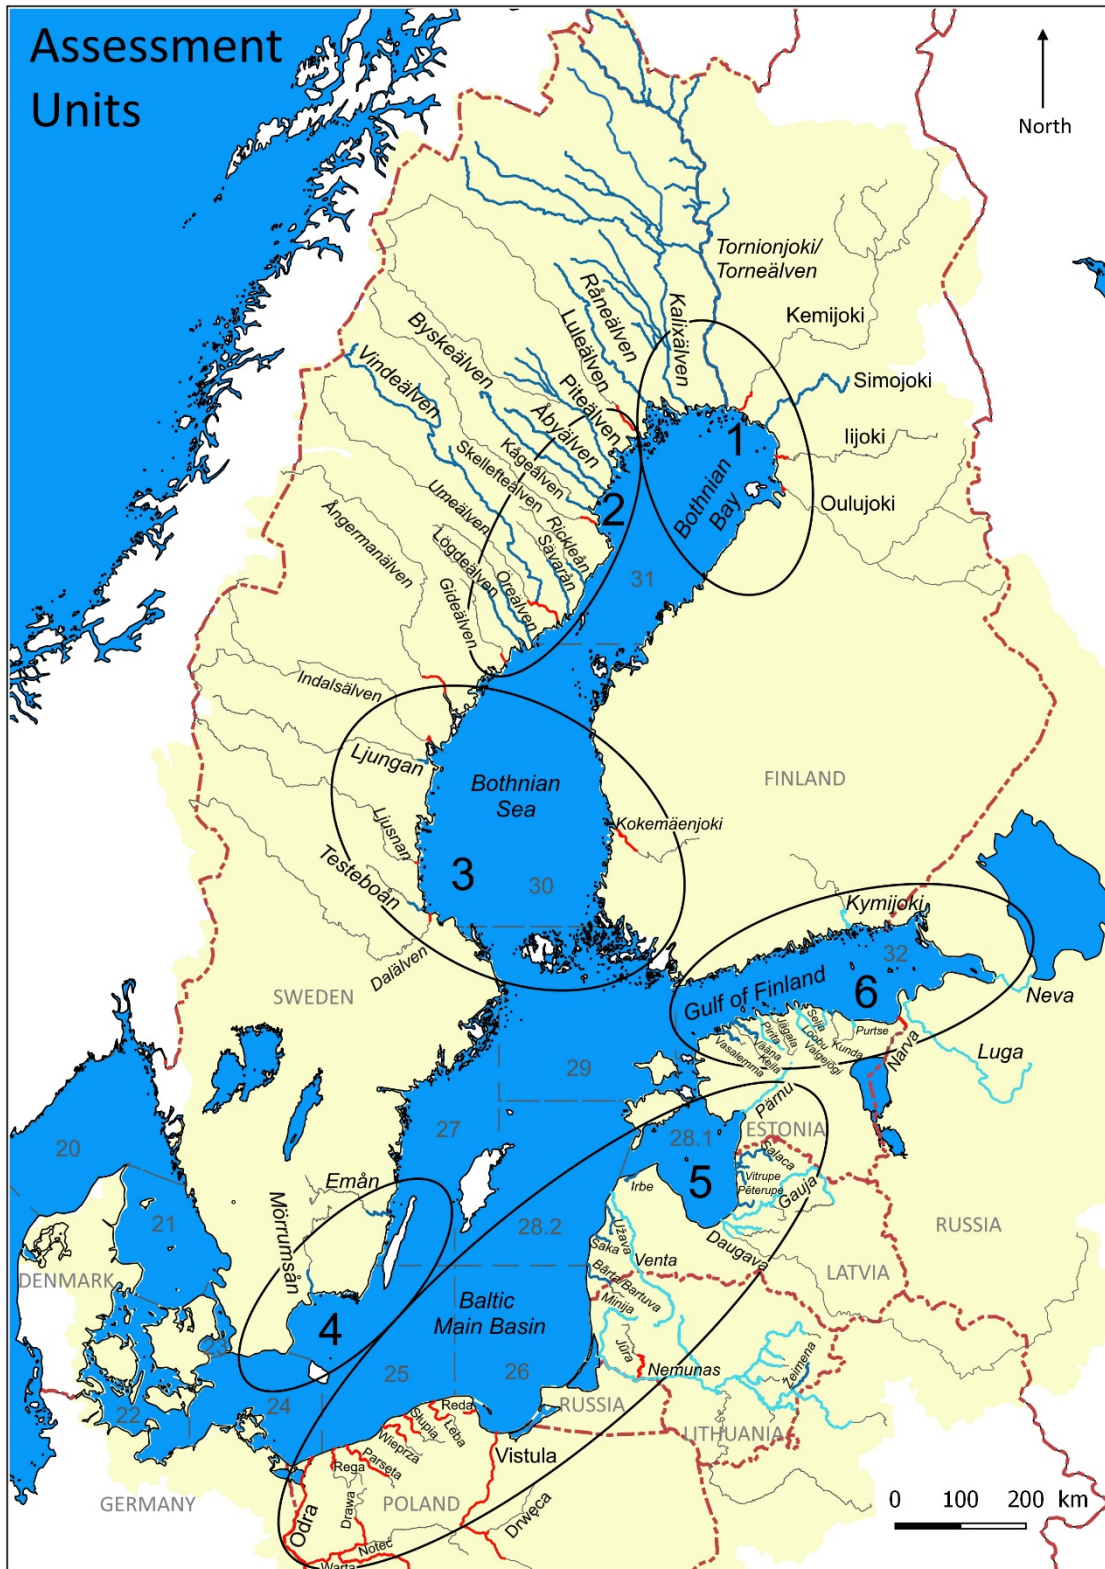 Assessment
Units
North
Tornionjoki/
Torneälven
Kalixälven
Råneälven
Luleälven
Piteälven
Byskeälven
Åbyälven
Vindeälven
Kågeälven
Skellefteälven
Umeälven
Rickleån
Sävarån
Öreälven
Lögdeälven
Gideälven
Ångermanälven
Kemijoki
Simojoki
Iijoki
Oulujoki
1
Bothnian
Bay
2
31
Indalsälven
Ljungan
Ljusnan
Testeboån
Dalälven
Bothnian
Sea
3
30
Kokemäenjoki
FINLAND
SWEDEN
Kymijoki
32
6
Gulf of Finland
Neva
Luga
Narva
Purtse
Kunda
Selja
Loobu
Valgejõgi
Jägala
Pirita
Vääna
Keila
Vasalemma
29
27
Pärnu
ESTONIA
28.1
5
Salaca
Vitrupe
Pēterupe
Gauja
Daugava
Irbe
20
21
Emån
Mörrumsån
28.2
Užava
Saka
Venta
RUSSIA
LATVIA
DENMARK
Bārta/Bartuva
Minija
Jūra
Nemunas
Žeimena
4
Baltic
Main Basin
23
25
26
22
24
RUSSIA
LITHUANIA
Reda
Łeba
Słupia
Wieprza
Parseta
Rega
Drawa
Vistula
GERMANY
POLAND
Odra
Drwęca
Noteć
Warta
0 100 200 km